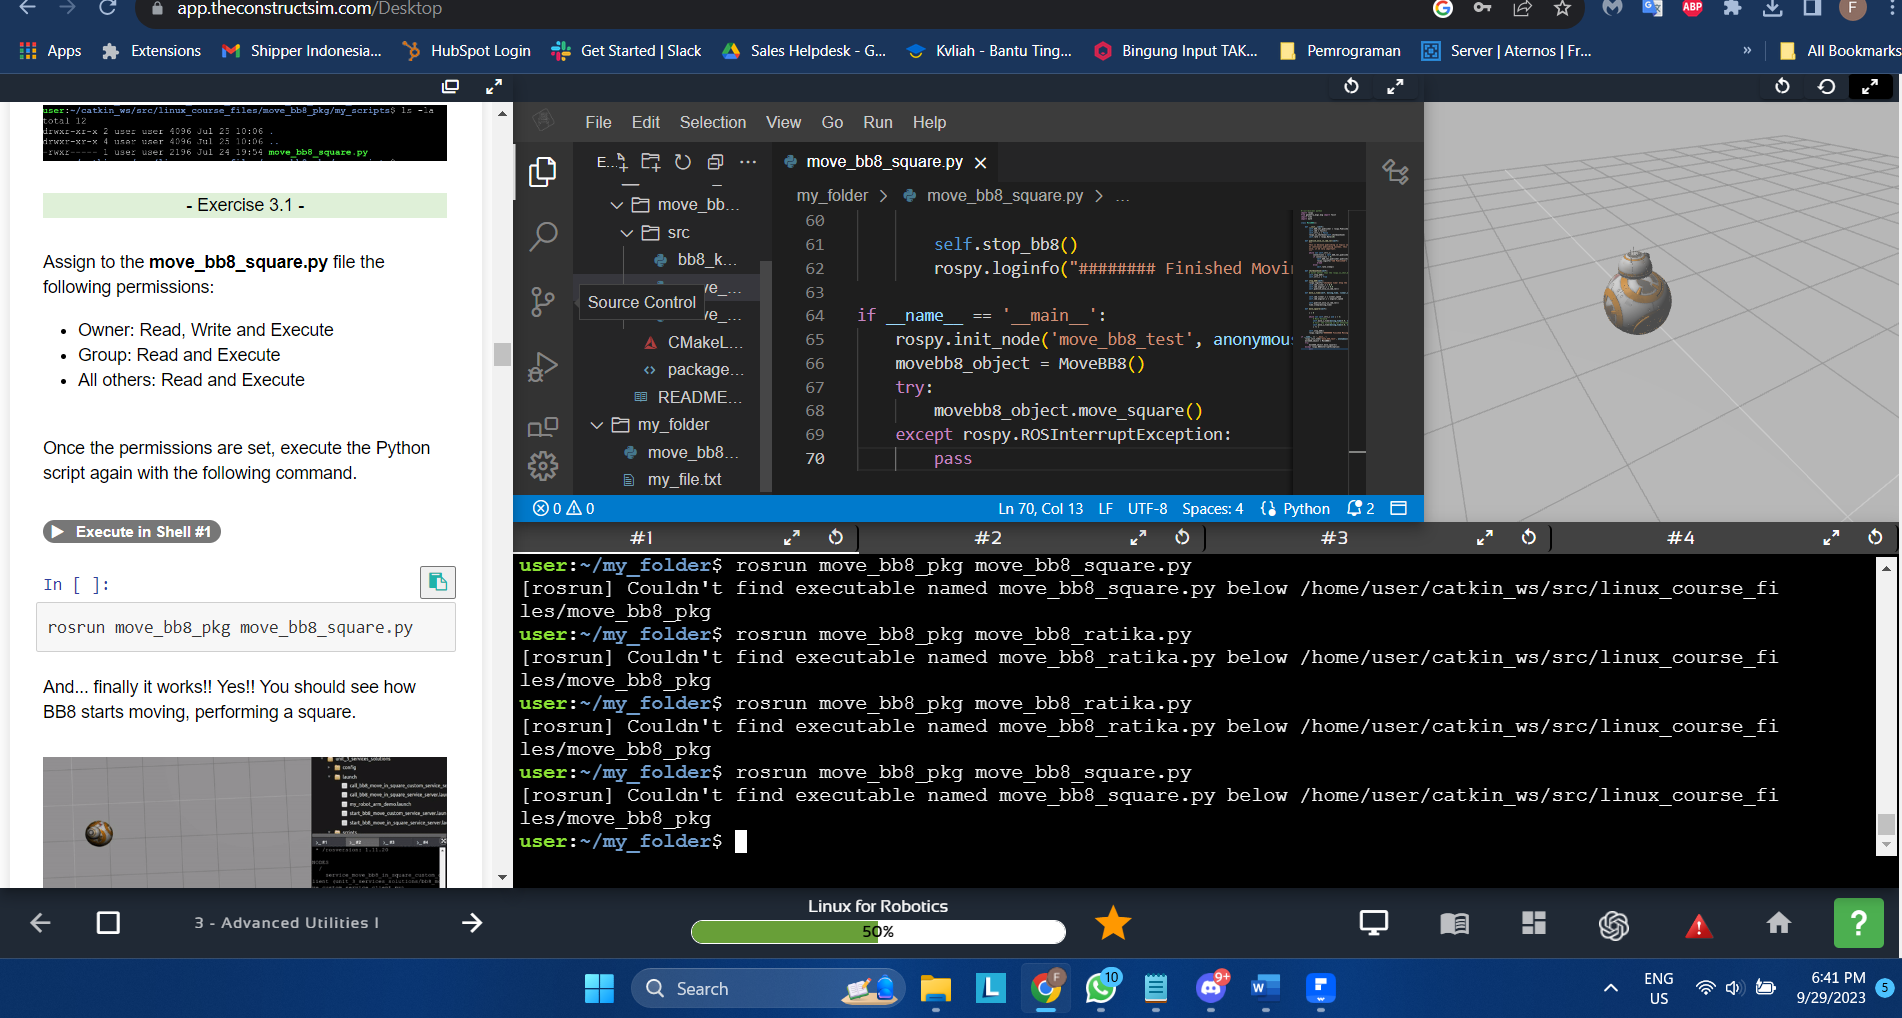 app.theconstructsim.com/Desktop
ABP
F
Apps
Extensions
Shipper Indonesia...
HubSpot Login
Get Started | Slack
Sales Helpdesk - G...
Kvliah - Bantu Ting...
Bingung Input TAK...
Pemrograman
Server | Aternos | Fr...
»
All Bookmarks
user:~/catkin_ws/src/linux_course_files/move_bb8_pkg/my_scripts$ ls -la
total 12
drwxr-xr-x 2 user user 4096 Jul 25 10:06 .
drwxr-xr-x 4 user user 4096 Jul 25 10:06 ..
-rwxr----- 1 user user 2196 Jul 24 19:54 move_bb8_square.py
- Exercise 3.1 -
Assign to the move_bb8_square.py file the
following permissions:
• Owner: Read, Write and Execute
• Group: Read and Execute
• All others: Read and Execute
Once the permissions are set, execute the Python
script again with the following command.
Execute in Shell #1
In [ ]:
rosrun move_bb8_pkg move_bb8_square.py
And... finally it works!! Yes!! You should see how
BB8 starts moving, performing a square.
File Edit Selection View Go Run Help
E...
move_bb...
src
bb8_k...
ve_...
Source Control
ve_...
CMakeL...
package...
README...
my_folder
move_bb8...
my_file.txt
move_bb8_square.py
my_folder > move_bb8_square.py > ...
60
61 self.stop_bb8()
62 rospy.loginfo("######## Finished Movin
63
64 if __name__ == '__main__':
65 rospy.init_node('move_bb8_test', anonymous
66 movebb8_object = MoveBB8()
67 try:
68 movebb8_object.move_square()
69 except rospy.ROSInterruptException:
70 pass
0 0
Ln 70, Col 13 LF UTF-8 Spaces: 4 Python 2
#1 #2 #3 #4
user:~/my_folder$ rosrun move_bb8_pkg move_bb8_square.py
[rosrun] Couldn't find executable named move_bb8_square.py below /home/user/catkin_ws/src/linux_course_fi
les/move_bb8_pkg
user:~/my_folder$ rosrun move_bb8_pkg move_bb8_ratika.py
[rosrun] Couldn't find executable named move_bb8_ratika.py below /home/user/catkin_ws/src/linux_course_fi
les/move_bb8_pkg
user:~/my_folder$ rosrun move_bb8_pkg move_bb8_ratika.py
[rosrun] Couldn't find executable named move_bb8_ratika.py below /home/user/catkin_ws/src/linux_course_fi
les/move_bb8_pkg
user:~/my_folder$ rosrun move_bb8_pkg move_bb8_square.py
[rosrun] Couldn't find executable named move_bb8_square.py below /home/user/catkin_ws/src/linux_course_fi
les/move_bb8_pkg
user:~/my_folder$
3 - Advanced Utilities I
Linux for Robotics
50%
?
Search
F
10
9+
ENG
US
6:41 PM
9/29/2023
5